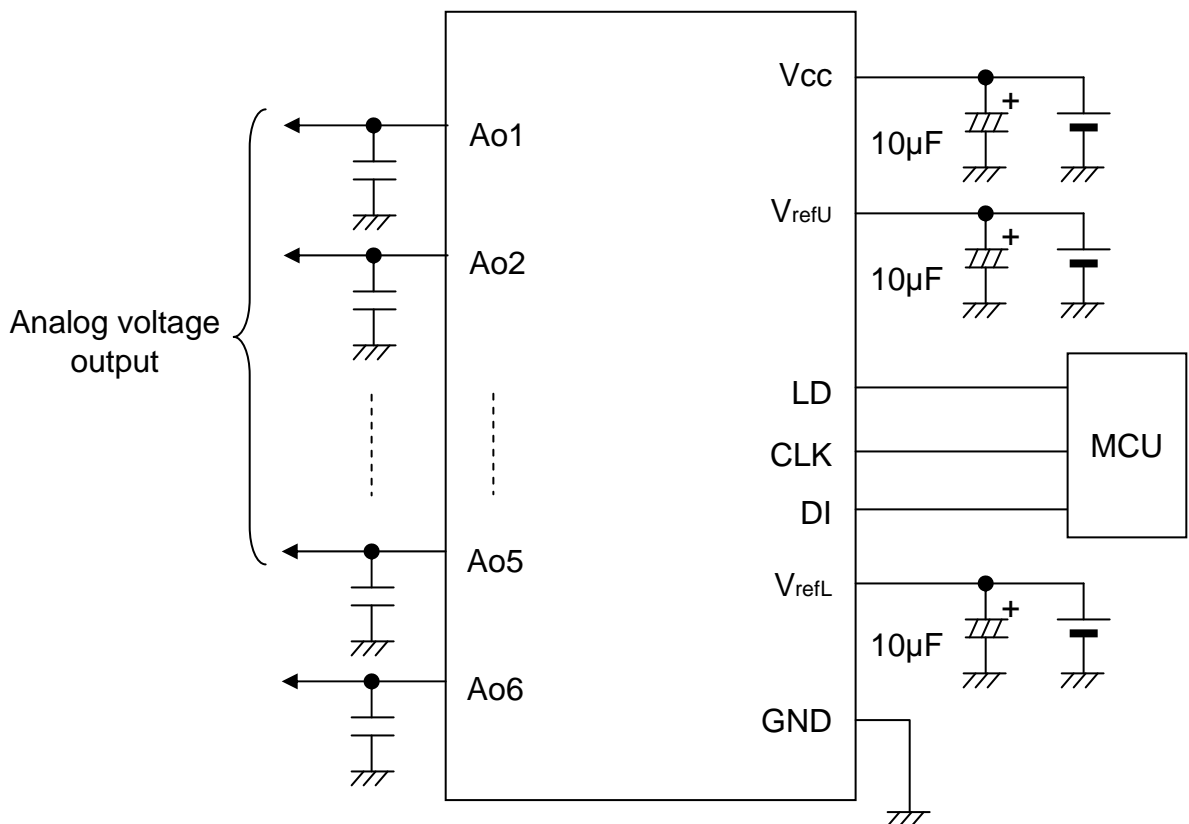 Vcc
+
10µF
Ao1
VrefU
+
10µF
Ao2
Analog voltage
output
LD
CLK
DI
MCU
Ao5
VrefL
+
10µF
Ao6
GND